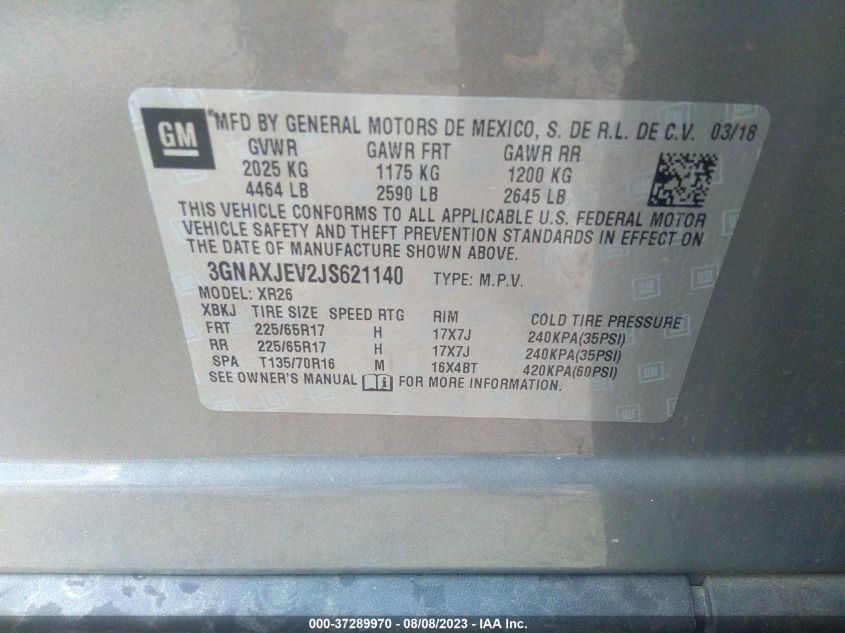 GM
*MFD BY GENERAL MOTORS DE MEXICO, S. DE R.L. DE C.V. 03/18
GVWR GAWR FRT GAWR RR
2025 KG 1175 KG 1200 KG
4464 LB 2590 LB 2645 LB
THIS VEHICLE CONFORMS TO ALL APPLICABLE U.S. FEDERAL MOTOR
VEHICLE SAFETY AND THEFT PREVENTION STANDARDS IN EFFECT ON
THE DATE OF MANUFACTURE SHOWN ABOVE.
3GNAXJEV2JS621140 TYPE: M.P.V.
MODEL: XR26
XBKJ TIRE SIZE SPEED RTG RIM COLD TIRE PRESSURE
FRT 225/65R17 H 17X7J 240KPA(35PSI)
RR 225/65R17 H 17X7J 240KPA(35PSI)
SPA T135/70R16 M 16X4BT 420KPA(60PSI)
SEE OWNER'S MANUAL i FOR MORE INFORMATION.
000-37289970 - 08/08/2023 - IAA Inc.